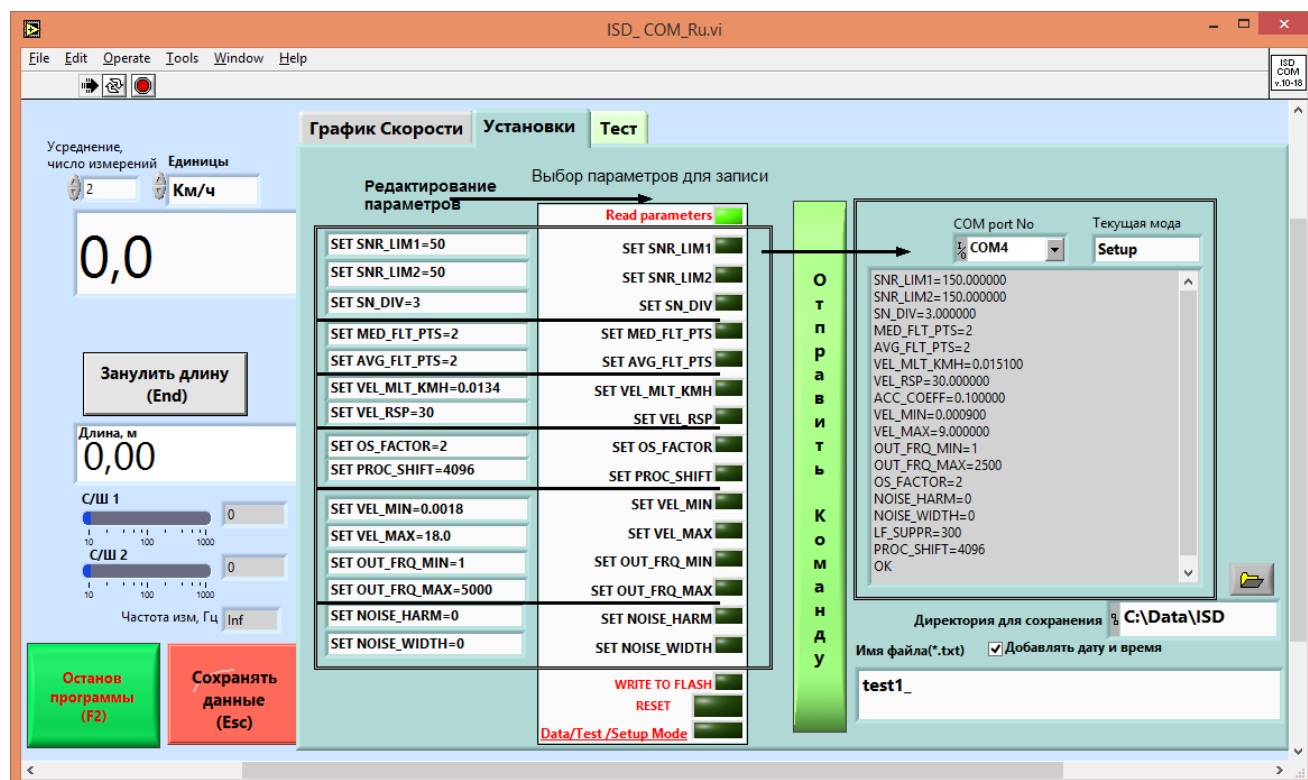 ISD_ COM_Ru.vi
File Edit Operate Tools Window Help
ISD
COM
v.10-18
График Скорости
Установки
Тест
Усреднение,
число измерений
Единицы
2
Км/ч
0,0
Занулить длину
(End)
Длина, м
0,00
С/Ш 1
0
10 100 1000
С/Ш 2
0
10 100 1000
Частота изм, Гц
Inf
Останов
программы
(F2)
Сохранять
данные
(Esc)
Редактирование
параметров
Выбор параметров для записи
Read parameters
SET SNR_LIM1=50
SET SNR_LIM1
SET SNR_LIM2=50
SET SNR_LIM2
SET SN_DIV=3
SET SN_DIV
SET MED_FLT_PTS=2
SET MED_FLT_PTS
SET AVG_FLT_PTS=2
SET AVG_FLT_PTS
SET VEL_MLT_KMH=0.0134
SET VEL_MLT_KMH
SET VEL_RSP=30
SET VEL_RSP
SET OS_FACTOR=2
SET OS_FACTOR
SET PROC_SHIFT=4096
SET PROC_SHIFT
SET VEL_MIN=0.0018
SET VEL_MIN
SET VEL_MAX=18.0
SET VEL_MAX
SET OUT_FRQ_MIN=1
SET OUT_FRQ_MIN
SET OUT_FRQ_MAX=5000
SET OUT_FRQ_MAX
SET NOISE_HARM=0
SET NOISE_HARM
SET NOISE_WIDTH=0
SET NOISE_WIDTH
WRITE TO FLASH
RESET
Data/Test /Setup Mode
Отправить Команду
COM port No
COM4
Текущая мода
Setup
SNR_LIM1=150.000000
SNR_LIM2=150.000000
SN_DIV=3.000000
MED_FLT_PTS=2
AVG_FLT_PTS=2
VEL_MLT_KMH=0.015100
VEL_RSP=30.000000
ACC_COEFF=0.100000
VEL_MIN=0.000900
VEL_MAX=9.000000
OUT_FRQ_MIN=1
OUT_FRQ_MAX=2500
OS_FACTOR=2
NOISE_HARM=0
NOISE_WIDTH=0
LF_SUPPR=300
PROC_SHIFT=4096
OK
Директория для сохранения
C:\Data\ISD
Имя файла(*.txt)
Добавлять дату и время
test1_